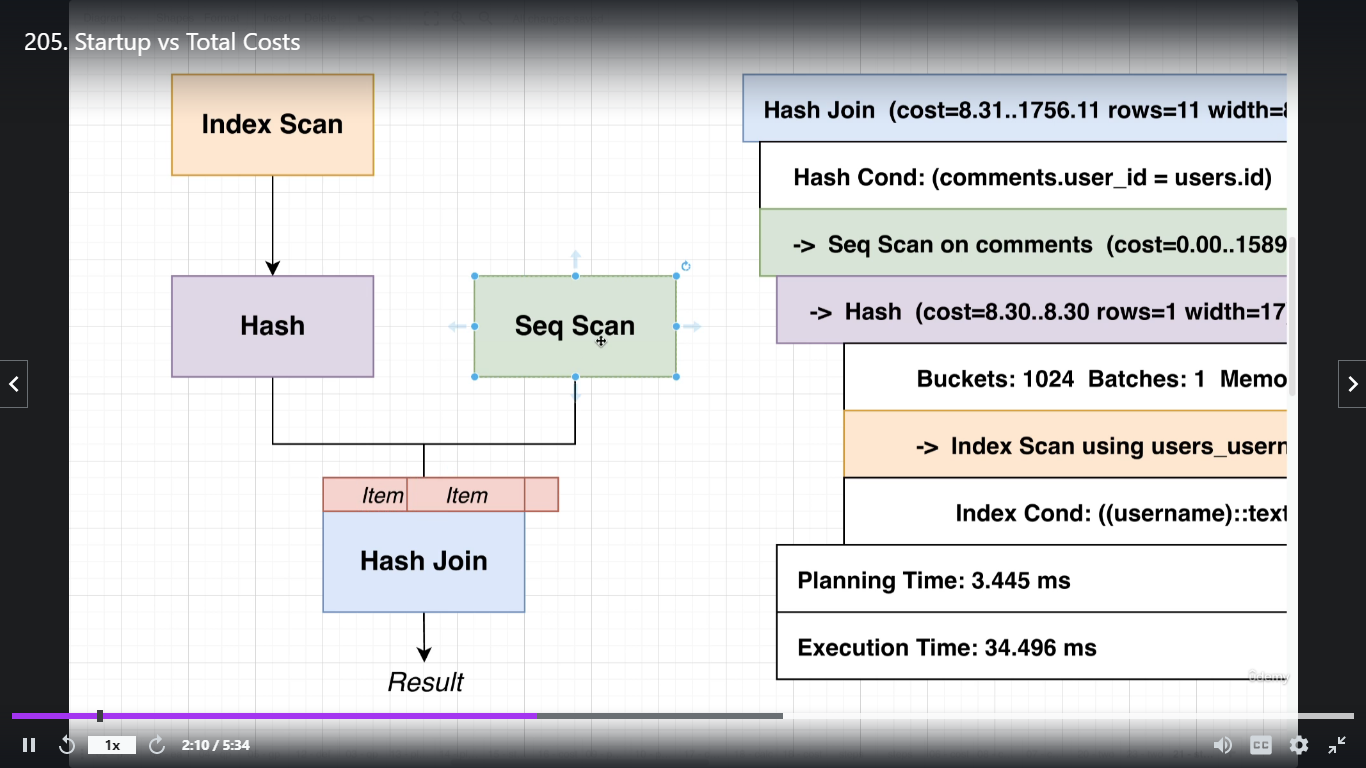 205. Startup vs Total Costs
Index Scan
Hash
Seq Scan
Item Item
Hash Join
Result
Hash Join (cost=8.31..1756.11 rows=11 width=8
Hash Cond: (comments.user_id = users.id)
-> Seq Scan on comments (cost=0.00..1589
-> Hash (cost=8.30..8.30 rows=1 width=17
Buckets: 1024 Batches: 1 Memo
-> Index Scan using users_usern
Index Cond: ((username)::text
Planning Time: 3.445 ms
Execution Time: 34.496 ms
ûdemy
1x
2:10 / 5:34
CC